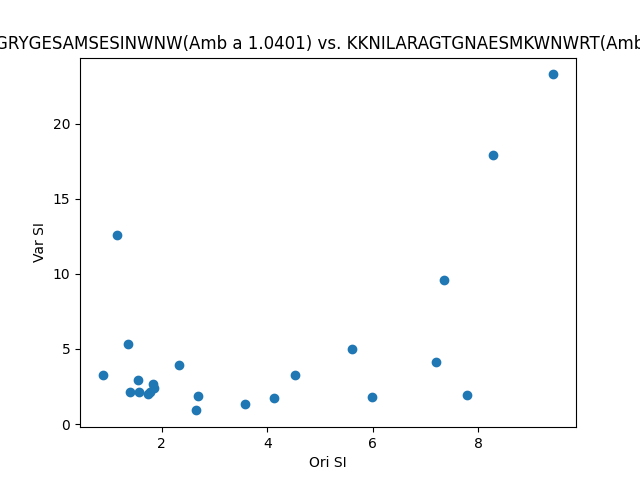 GRYGESAMSESINWNW(Amb a 1.0401) vs. KKNILARAGTGNAESMKWNWRT(Amb
Var SI
20
15
10
5
0
2 4 6 8
Ori SI